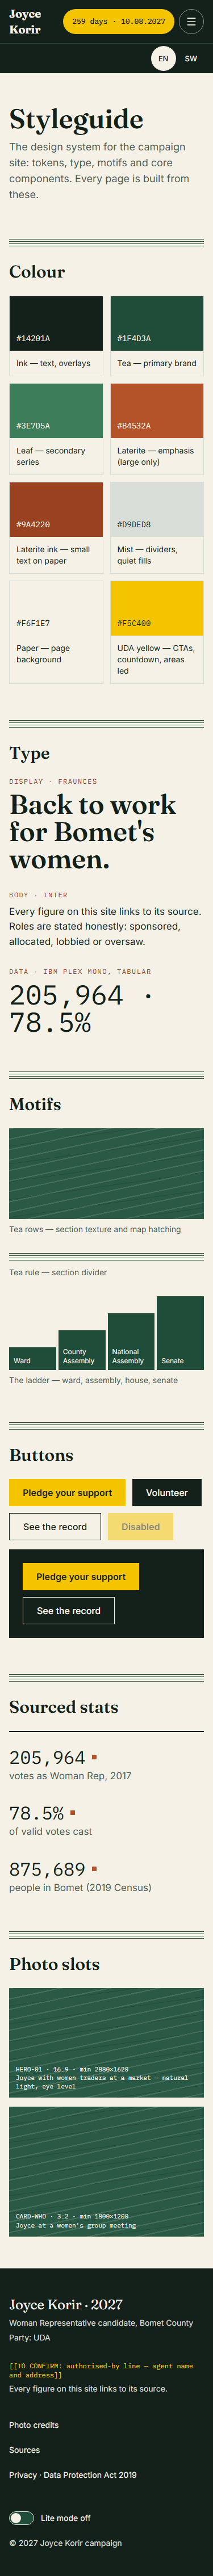 Joyce
Korir
259 days · 10.08.2027
EN
SW
Styleguide
The design system for the campaign
site: tokens, type, motifs and core
components. Every page is built from
these.
Colour
#14201A
#1F4D3A
Ink — text, overlays
Tea — primary brand
#3E7D5A
#B4532A
Leaf — secondary
series
Laterite — emphasis
(large only)
#9A4220
#D9DED8
Laterite ink — small
text on paper
Mist — dividers,
quiet fills
#F6F1E7
#F5C400
Paper — page
background
UDA yellow — CTAs,
countdown, areas
led
Type
DISPLAY · FRAUNCES
Back to work
for Bomet's
women.
BODY · INTER
Every figure on this site links to its source.
Roles are stated honestly: sponsored,
allocated, lobbied or oversaw.
DATA · IBM PLEX MONO, TABULAR
205,964 ·
78.5%
Motifs
Tea rows — section texture and map hatching
Tea rule — section divider
Ward
County
Assembly
National
Assembly
Senate
The ladder — ward, assembly, house, senate
Buttons
Pledge your support
Volunteer
See the record
Disabled
Pledge your support
See the record
Sourced stats
205,964
votes as Woman Rep, 2017
78.5%
of valid votes cast
875,689
people in Bomet (2019 Census)
Photo slots
HERO-01 · 16:9 · min 2880×1620
Joyce with women traders at a market — natural
light, eye level
CARD-WHO · 3:2 · min 1800×1200
Joyce at a women's group meeting
Joyce Korir · 2027
Woman Representative candidate, Bomet County
Party: UDA
[[TO CONFIRM: authorised-by line — agent name
and address]]
Every figure on this site links to its source.
Photo credits
Sources
Privacy · Data Protection Act 2019
Lite mode off
© 2027 Joyce Korir campaign